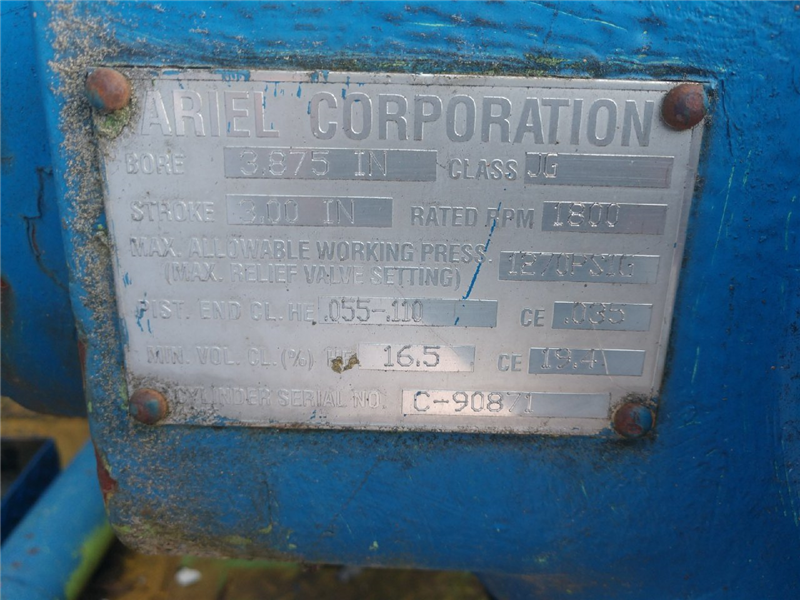 ARIEL CORPORATION
BORE 3.875 IN CLASS JG
STROKE 3.00 IN RATED RPM 1800
MAX. ALLOWABLE WORKING PRESS.
(MAX. RELIEF VALVE SETTING)
PIST. END CL. HE .055-.110 CE .035
MIN. VOL. CL. (%) HE 16.5 CE 19.4
CYLINDER SERIAL NO. C-90871